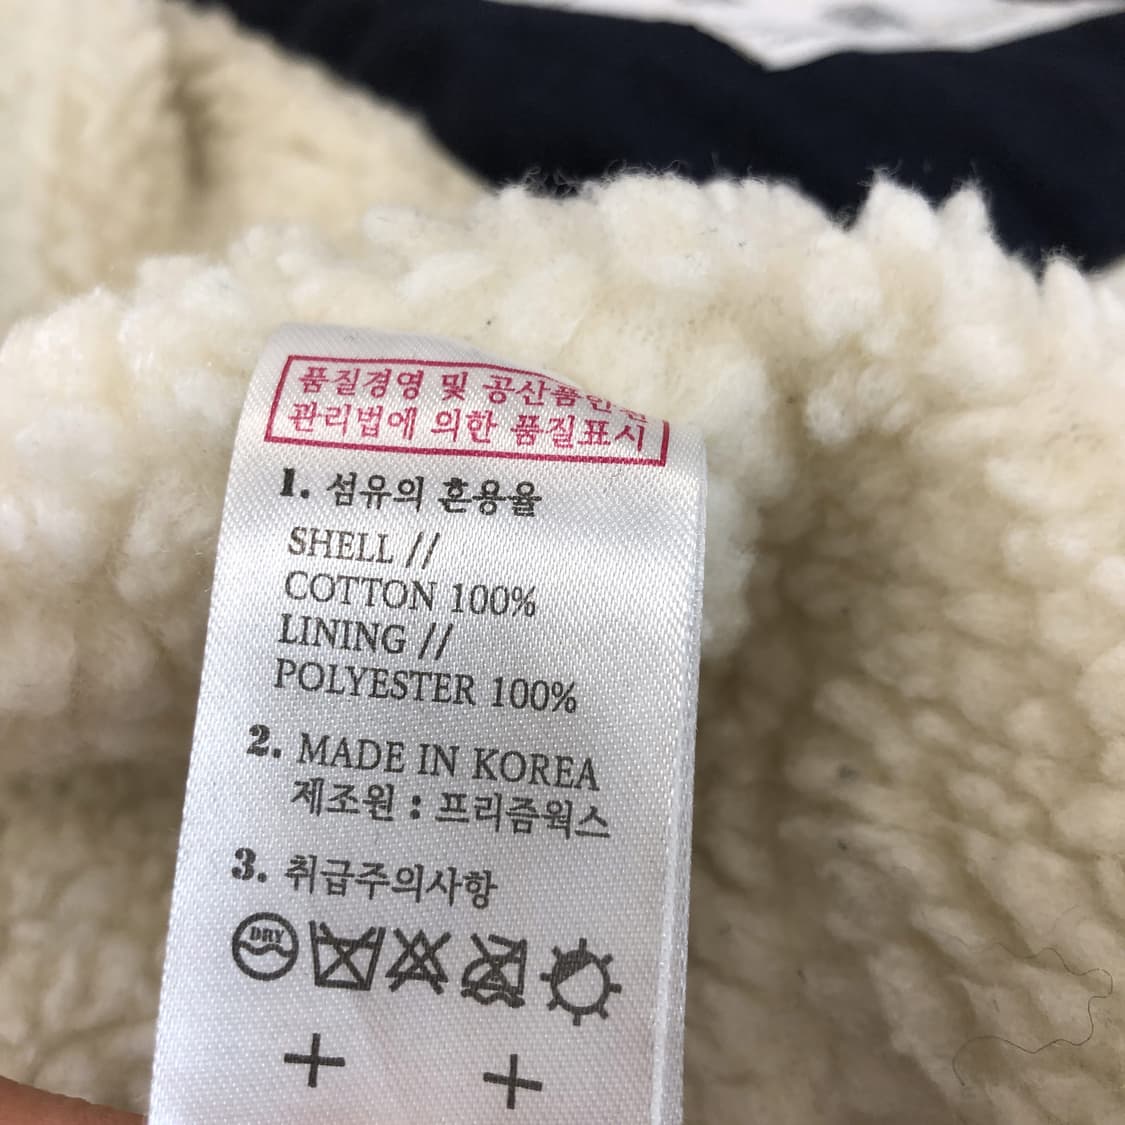 품질경영 및 공산품안전
관리법에 의한 품질표시
1. 섬유의 혼용율
SHELL //
COTTON 100%
LINING //
POLYESTER 100%
2. MADE IN KOREA
제조원 : 프리즘웍스
3. 취급주의사항
DRY